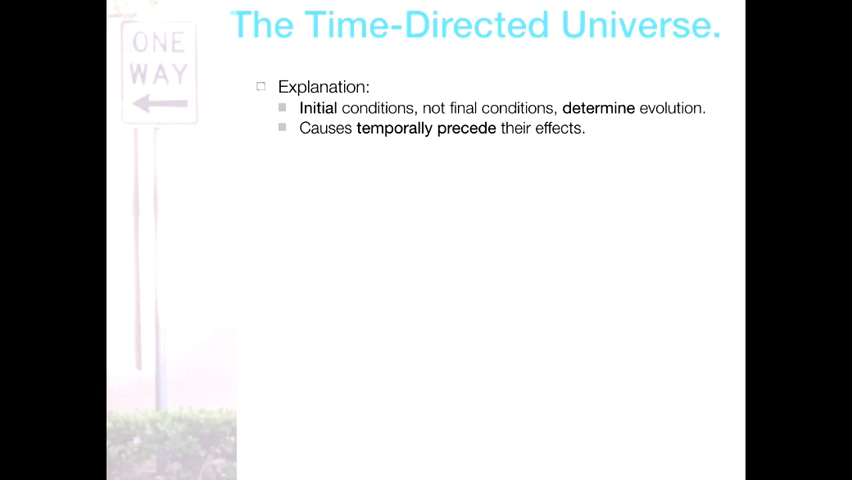 The Time-Directed Universe.
ONE
WAY
Explanation:
Initial conditions, not final conditions, determine evolution.
Causes temporally precede their effects.